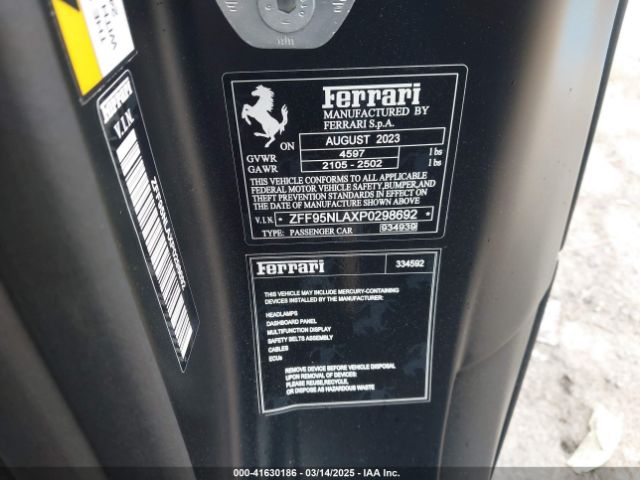 Ferrari
MANUFACTURED BY
FERRARI S.p.A.
ON AUGUST 2023
GVWR 4597 lbs
GAWR 2105 - 2502 lbs
THIS VEHICLE CONFORMS TO ALL APPLICABLE
FEDERAL MOTOR VEHICLE SAFETY, BUMPER, AND
THEFT PREVENTION STANDARDS IN EFFECT ON
THE DATE OF MANUFACTURE SHOWN ABOVE
V.I.N. * ZFF95NLAXP0298692 *
TYPE: PASSENGER CAR 934939
Ferrari 334592
THIS VEHICLE MAY INCLUDE MERCURY-CONTAINING
DEVICES INSTALLED BY THE MANUFACTURER:
HEADLAMPS
DASHBOARD PANEL
MULTIFUNCTION DISPLAY
SAFETY BELTS ASSEMBLY
CABLES
ECUs
REMOVE DEVICE BEFORE VEHICLE DISPOSAL
UPON REMOVAL OF DEVICES:
PLEASE REUSE, RECYCLE,
OR DISPOSE AS HAZARDOUS WASTE
Ferrari
V.I.N.
000-41630186 - 03/14/2025 - IAA Inc.